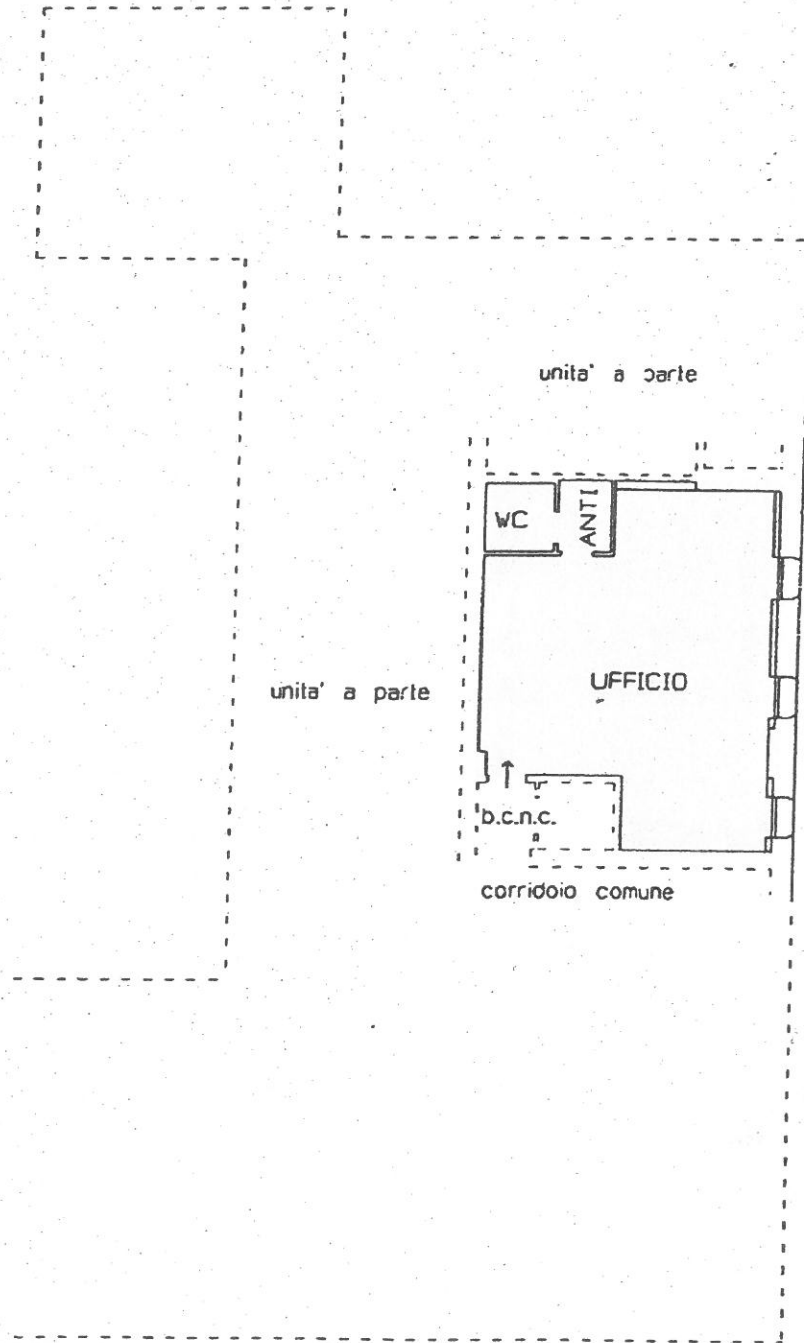 unita' a parte
WC
ANTI
UFFICIO
unita' a parte
b.c.n.c.
corridoio comune